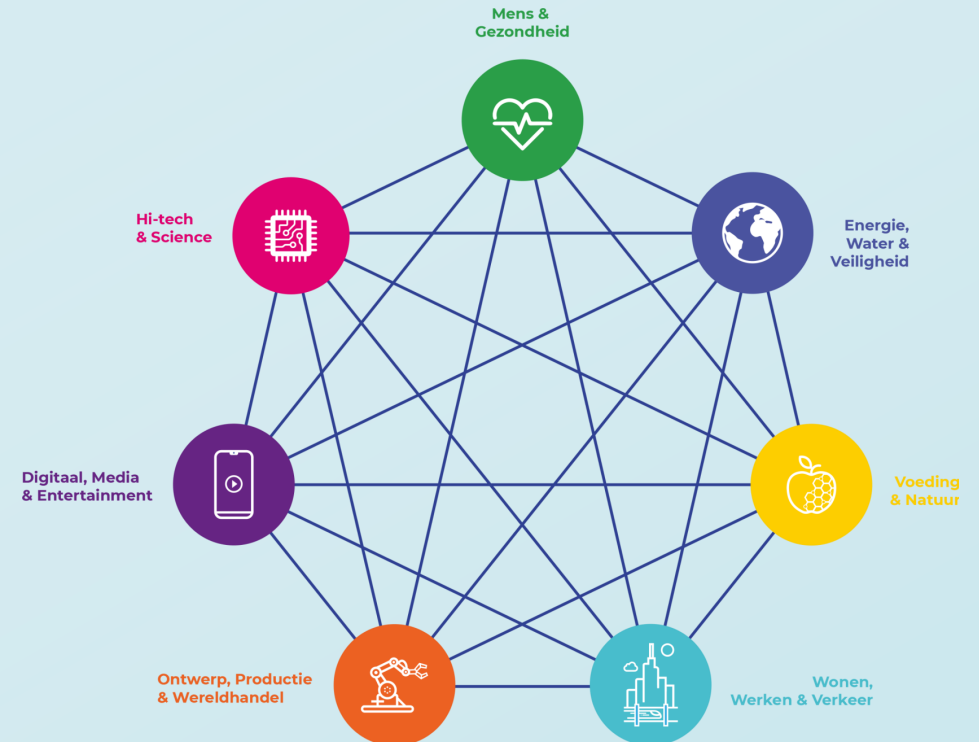 Mens &
Gezondheid
Hi-tech
& Science
Energie,
Water &
Veiligheid
Digitaal, Media
& Entertainment
Voeding
& Natuur
Ontwerp, Productie
& Wereldhandel
Wonen,
Werken & Verkeer